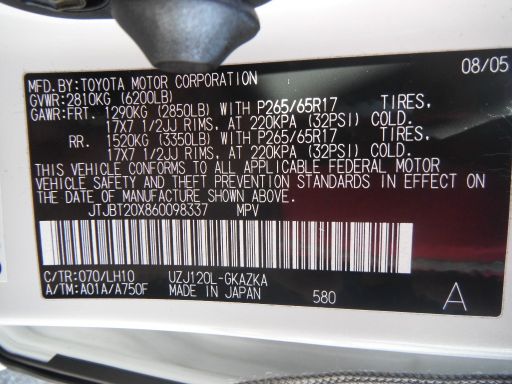 MFD. BY: TOYOTA MOTOR CORPORATION 08/05
GVWR: 2810KG (6200LB)
GAWR: FRT. 1290KG (2850LB) WITH P265/65R17 TIRES,
17X7 1/2JJ RIMS, AT 220KPA (32PSI) COLD.
RR. 1520KG (3350LB) WITH P265/65R17 TIRES,
17X7 1/2JJ RIMS, AT 220KPA (32PSI) COLD.
THIS VEHICLE CONFORMS TO ALL APPLICABLE FEDERAL MOTOR
VEHICLE SAFETY AND THEFT PREVENTION STANDARDS IN EFFECT ON
THE DATE OF MANUFACTURE SHOWN ABOVE.
JTJBT20X860098337 MPV
C/TR: 070/LH10 UZJ120L-GKAZKA
A/TM: A01A/A750F MADE IN JAPAN 580 A